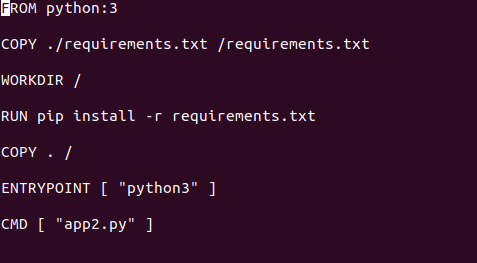 FROM python:3
COPY ./requirements.txt /requirements.txt
WORKDIR /
RUN pip install -r requirements.txt
COPY . /
ENTRYPOINT [ "python3" ]
CMD [ "app2.py" ]